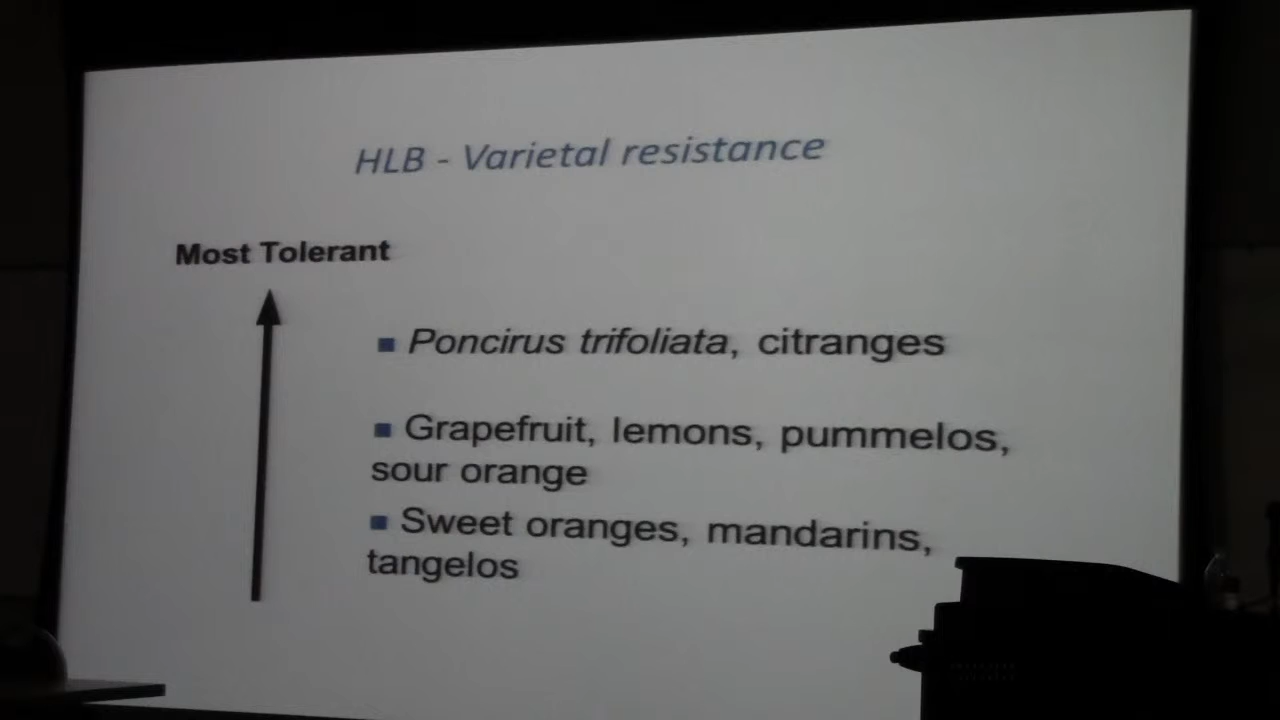 HLB - Varietal resistance
Most Tolerant
▪ Poncirus trifoliata, citranges
▪ Grapefruit, lemons, pummelos,
sour orange
▪ Sweet oranges, mandarins,
tangelos